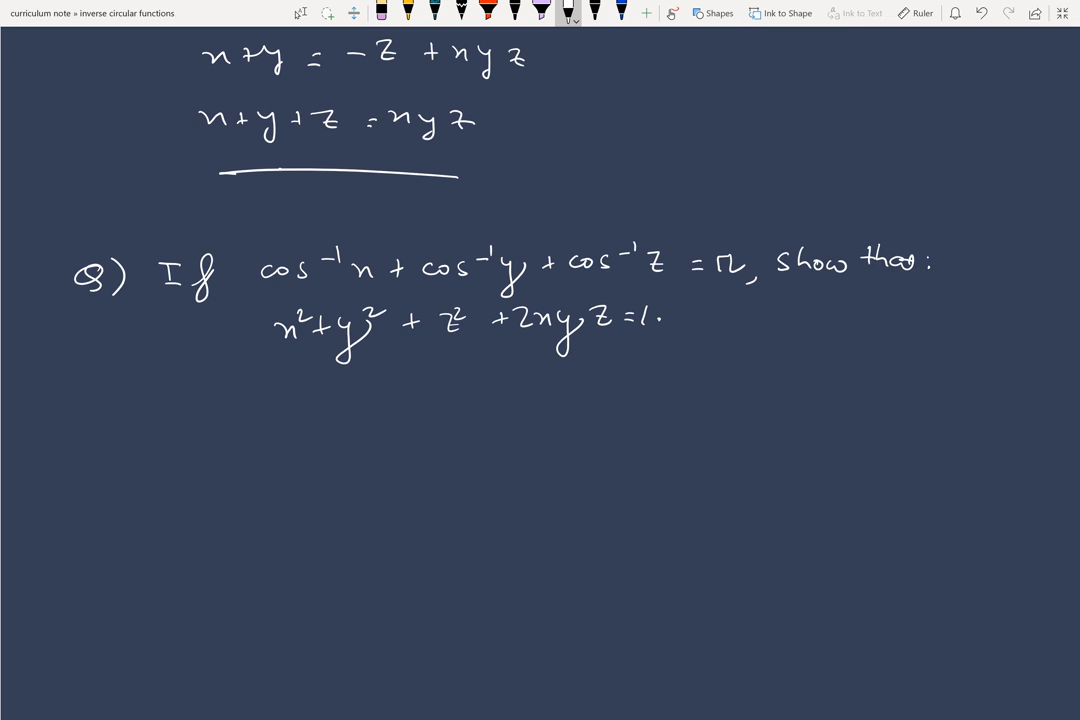 curriculum note » inverse circular functions
Shapes Ink to Shape Ink to Text Ruler
x+y = -z + xyz
x+y+z = xyz
Q) If cos⁻¹x + cos⁻¹y + cos⁻¹z = π, show that:
x²+y² + z² +2xyz =1.